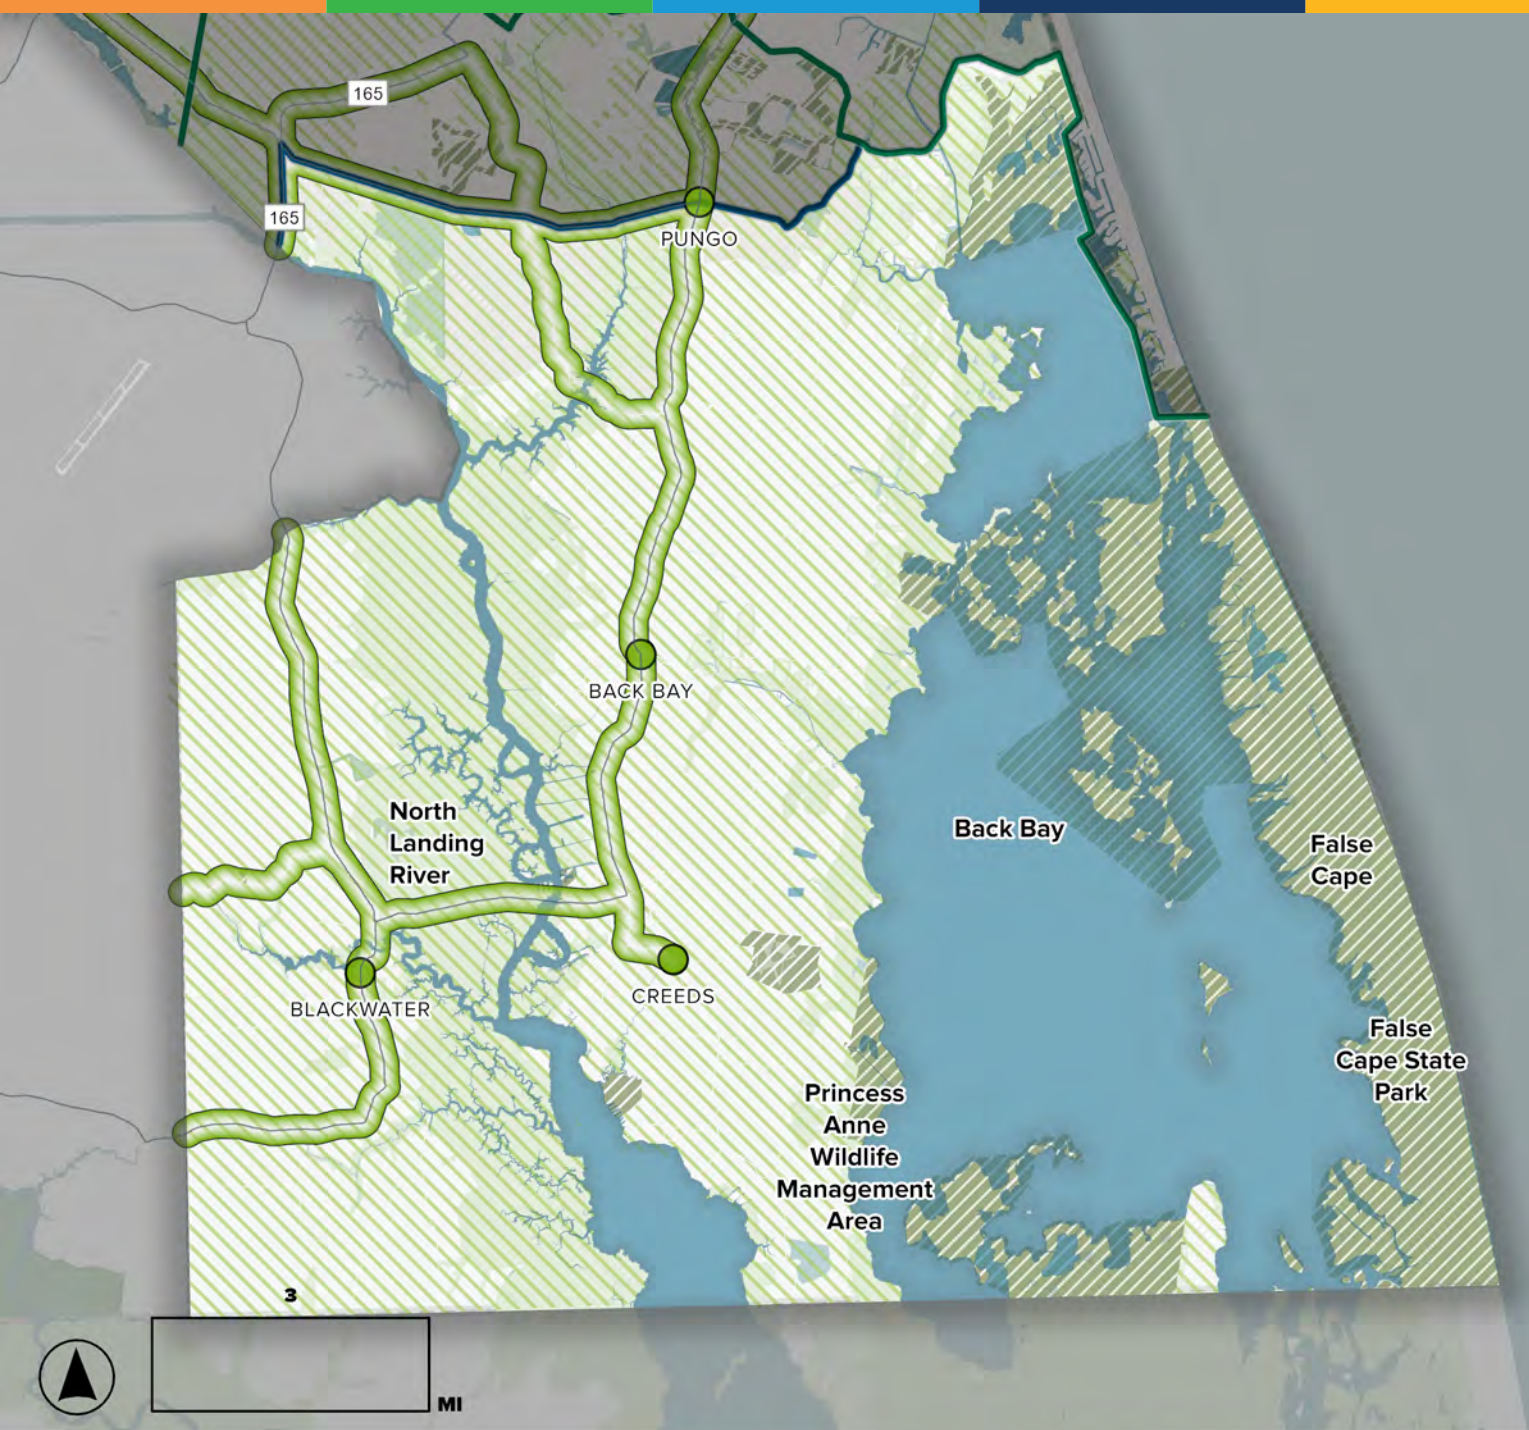 165
165
PUNGO
BACK BAY
North
Landing
River
Back Bay
False
Cape
BLACKWATER
CREEDS
False
Cape State
Park
Princess
Anne
Wildlife
Management
Area
3
MI